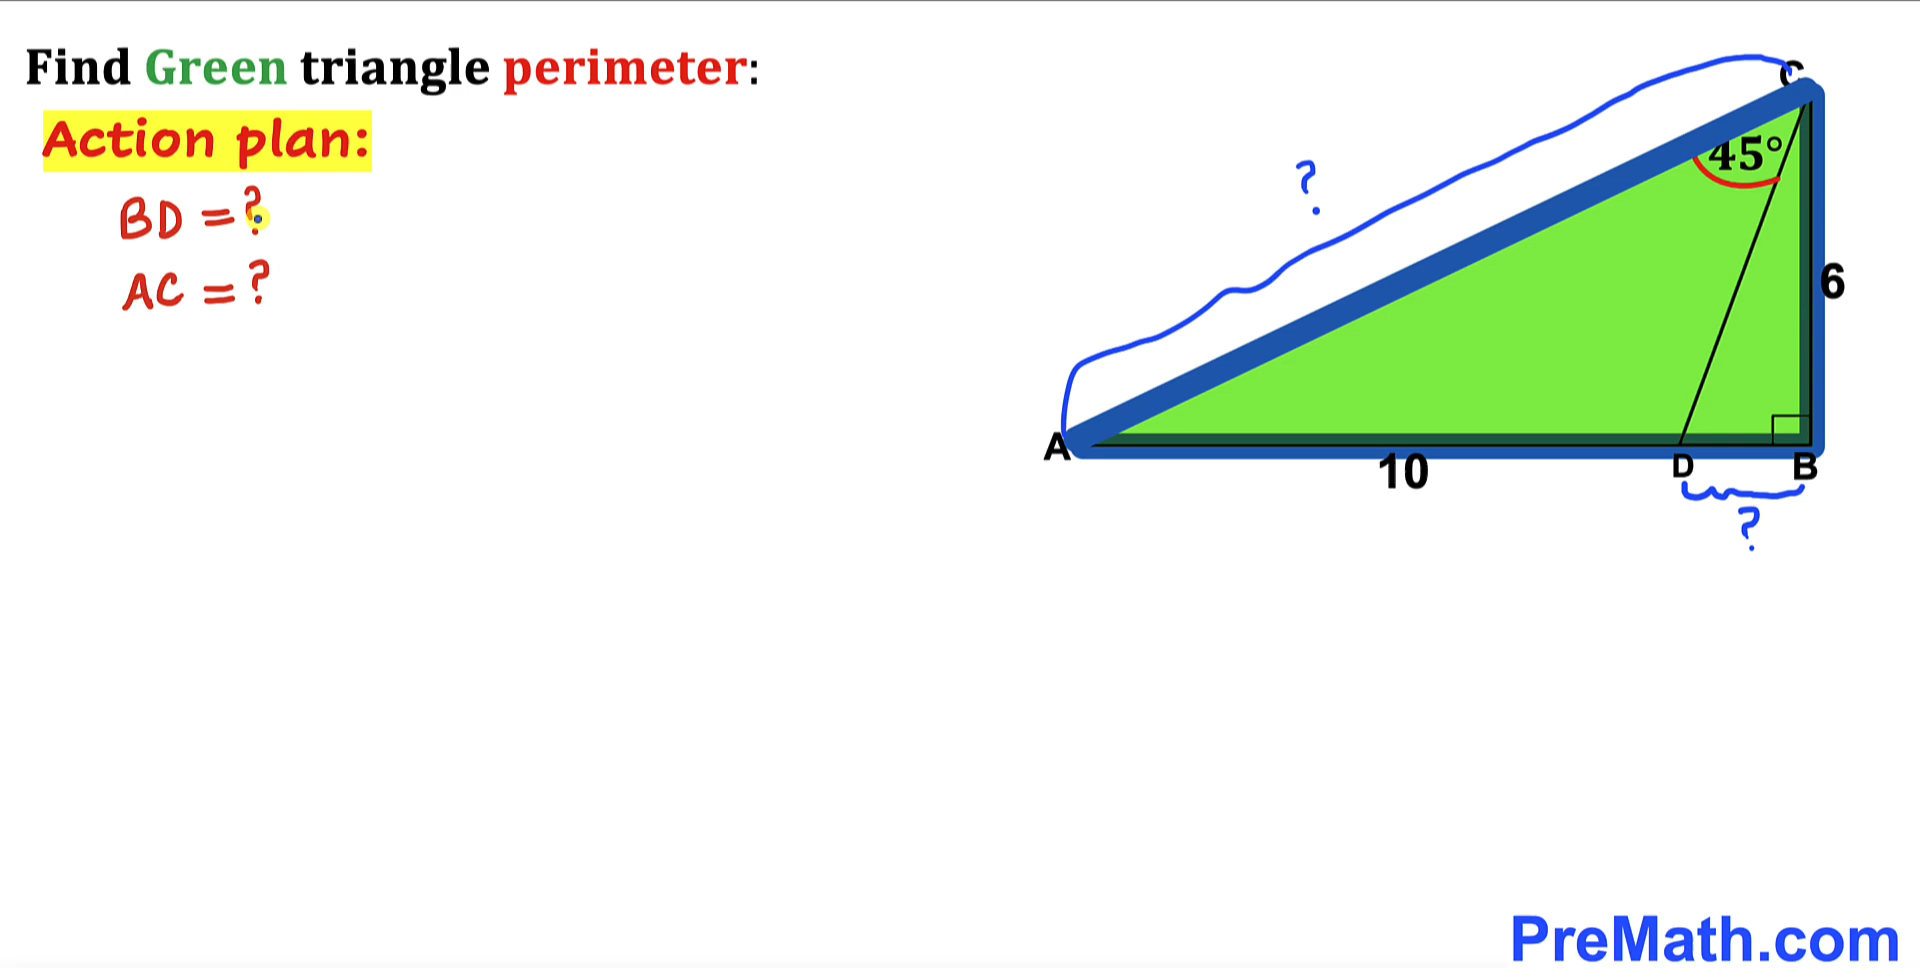 Find Green triangle perimeter:
Action plan:
BD = ?
AC = ?
?
C
45°
6
A
10
D
B
?
PreMath.com